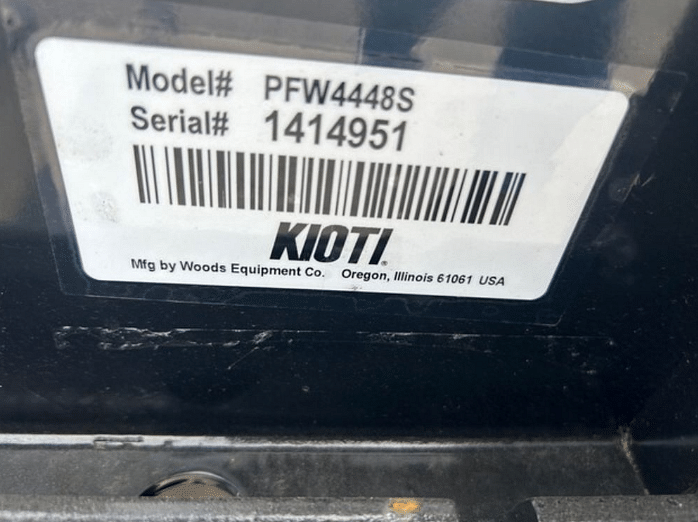 Model# PFW4448S
Serial# 1414951
KIOTI
Mfg by Woods Equipment Co. Oregon, Illinois 61061 USA